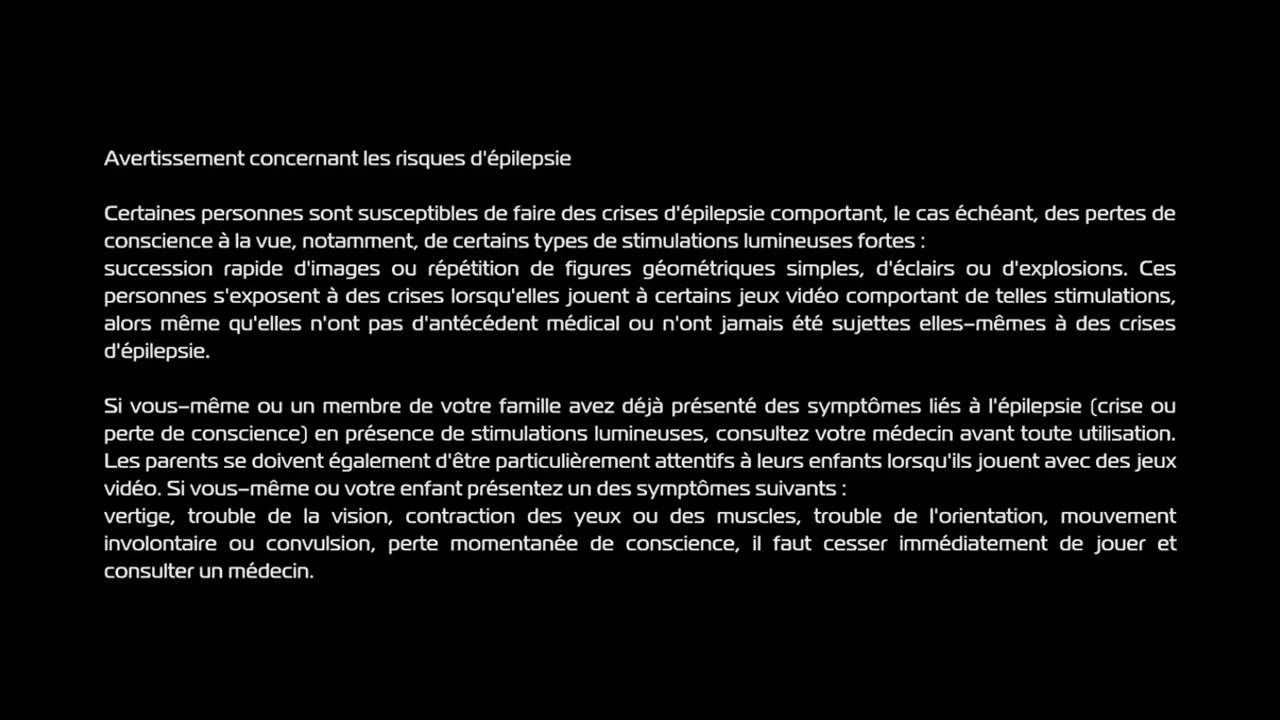 Avertissement concernant les risques d'épilepsie
Certaines personnes sont susceptibles de faire des crises d'épilepsie comportant, le cas échéant, des pertes de
conscience à la vue, notamment, de certains types de stimulations lumineuses fortes :
succession rapide d'images ou répétition de figures géométriques simples, d'éclairs ou d'explosions. Ces
personnes s'exposent à des crises lorsqu'elles jouent à certains jeux vidéo comportant de telles stimulations,
alors même qu'elles n'ont pas d'antécédent médical ou n'ont jamais été sujettes elles-mêmes à des crises
d'épilepsie.
Si vous-même ou un membre de votre famille avez déjà présenté des symptômes liés à l'épilepsie (crise ou
perte de conscience) en présence de stimulations lumineuses, consultez votre médecin avant toute utilisation.
Les parents se doivent également d'être particulièrement attentifs à leurs enfants lorsqu'ils jouent avec des jeux
vidéo. Si vous-même ou votre enfant présentez un des symptômes suivants :
vertige, trouble de la vision, contraction des yeux ou des muscles, trouble de l'orientation, mouvement
involontaire ou convulsion, perte momentanée de conscience, il faut cesser immédiatement de jouer et
consulter un médecin.